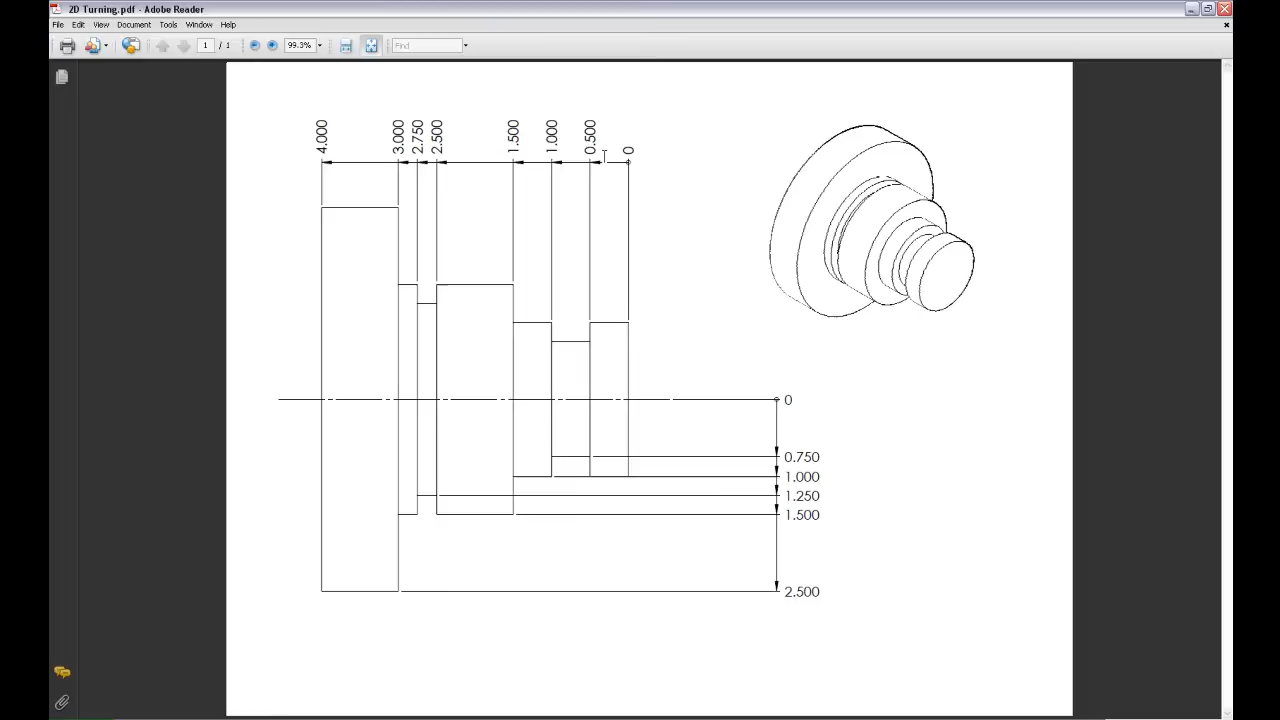 2D Turning.pdf - Adobe Reader
File Edit View Document Tools Window Help
1 / 1 99.3% Find
4.000 3.000 2.750 2.500 1.500 1.000 0.500 0
0
0.750
1.000
1.250
1.500
2.500